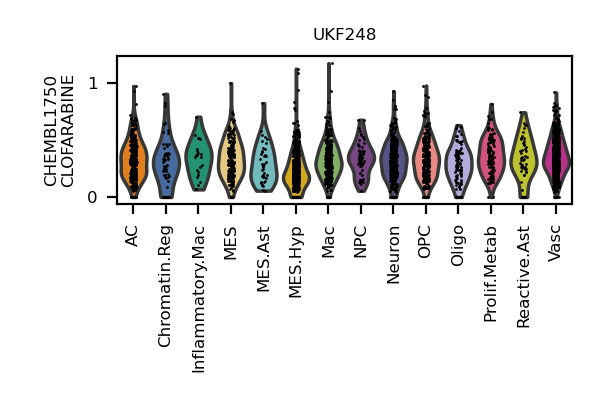 UKF248
CHEMBL1750
CLOFARABINE
1
0
AC
Chromatin.Reg
Inflammatory.Mac
MES
MES.Ast
MES.Hyp
Mac
NPC
Neuron
OPC
Oligo
Prolif.Metab
Reactive.Ast
Vasc